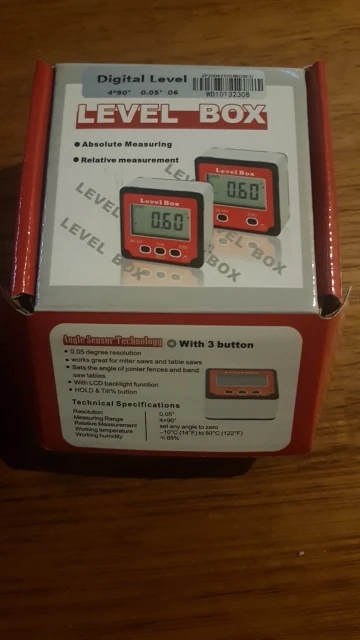 Digital Level
4*90° 0.05° 06
WD10132308
LEVEL BOX
● Absolute Measuring
● Relative measurement
LEVEL BOX
LEVEL BOX
Level Box
0.60
Level Box
0.60
LEVEL BOX
BOX
Angle Sensor Technology ◎ With 3 button
• 0.05 degree resolution
• works great for miter saws and table saws
• Sets the angle of jointer fences and band
saw tables
• With LCD backlight function
• HOLD & Tilt% button
Technical Specifications
Resolution 0.05°
Measuring Range 4×90°
Relative Measurement set any angle to zero
Working temperature –10°C (14°F) to 50°C (122°F)
Working humidity ≤85%